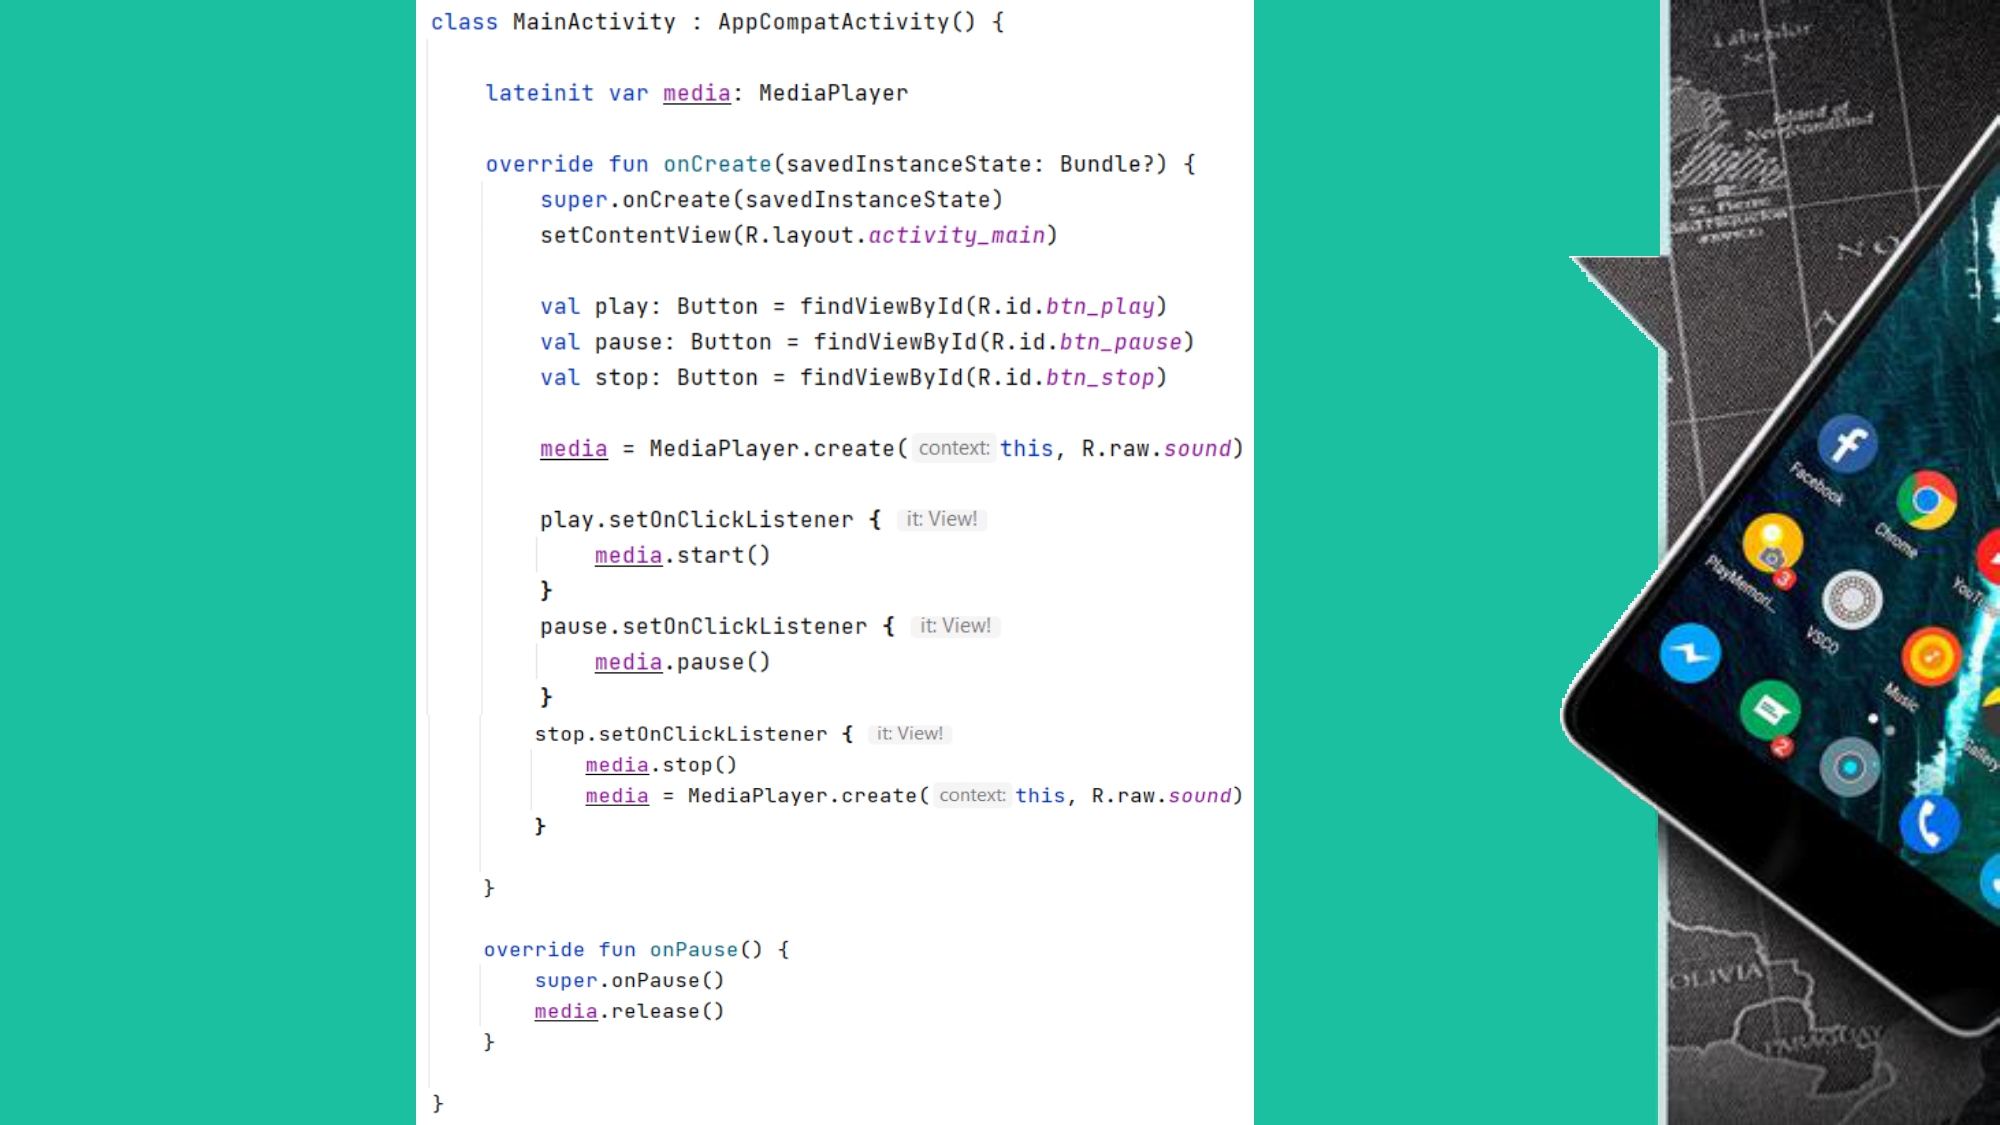 class MainActivity : AppCompatActivity() {
lateinit var media: MediaPlayer
override fun onCreate(savedInstanceState: Bundle?) {
super.onCreate(savedInstanceState)
setContentView(R.layout.activity_main)
val play: Button = findViewById(R.id.btn_play)
val pause: Button = findViewById(R.id.btn_pause)
val stop: Button = findViewById(R.id.btn_stop)
media = MediaPlayer.create( context: this, R.raw.sound)
play.setOnClickListener { it: View!
media.start()
}
pause.setOnClickListener { it: View!
media.pause()
}
stop.setOnClickListener { it: View!
media.stop()
media = MediaPlayer.create( context: this, R.raw.sound)
}
}
override fun onPause() {
super.onPause()
media.release()
}
}
Labrador
Island of
Newfoundland
St. Pierre
(FRANCE)
Facebook
Chrome
PlayMemori...
3
VSCO
Music
2
Gallery
BOLIVIA
PARAGUAY